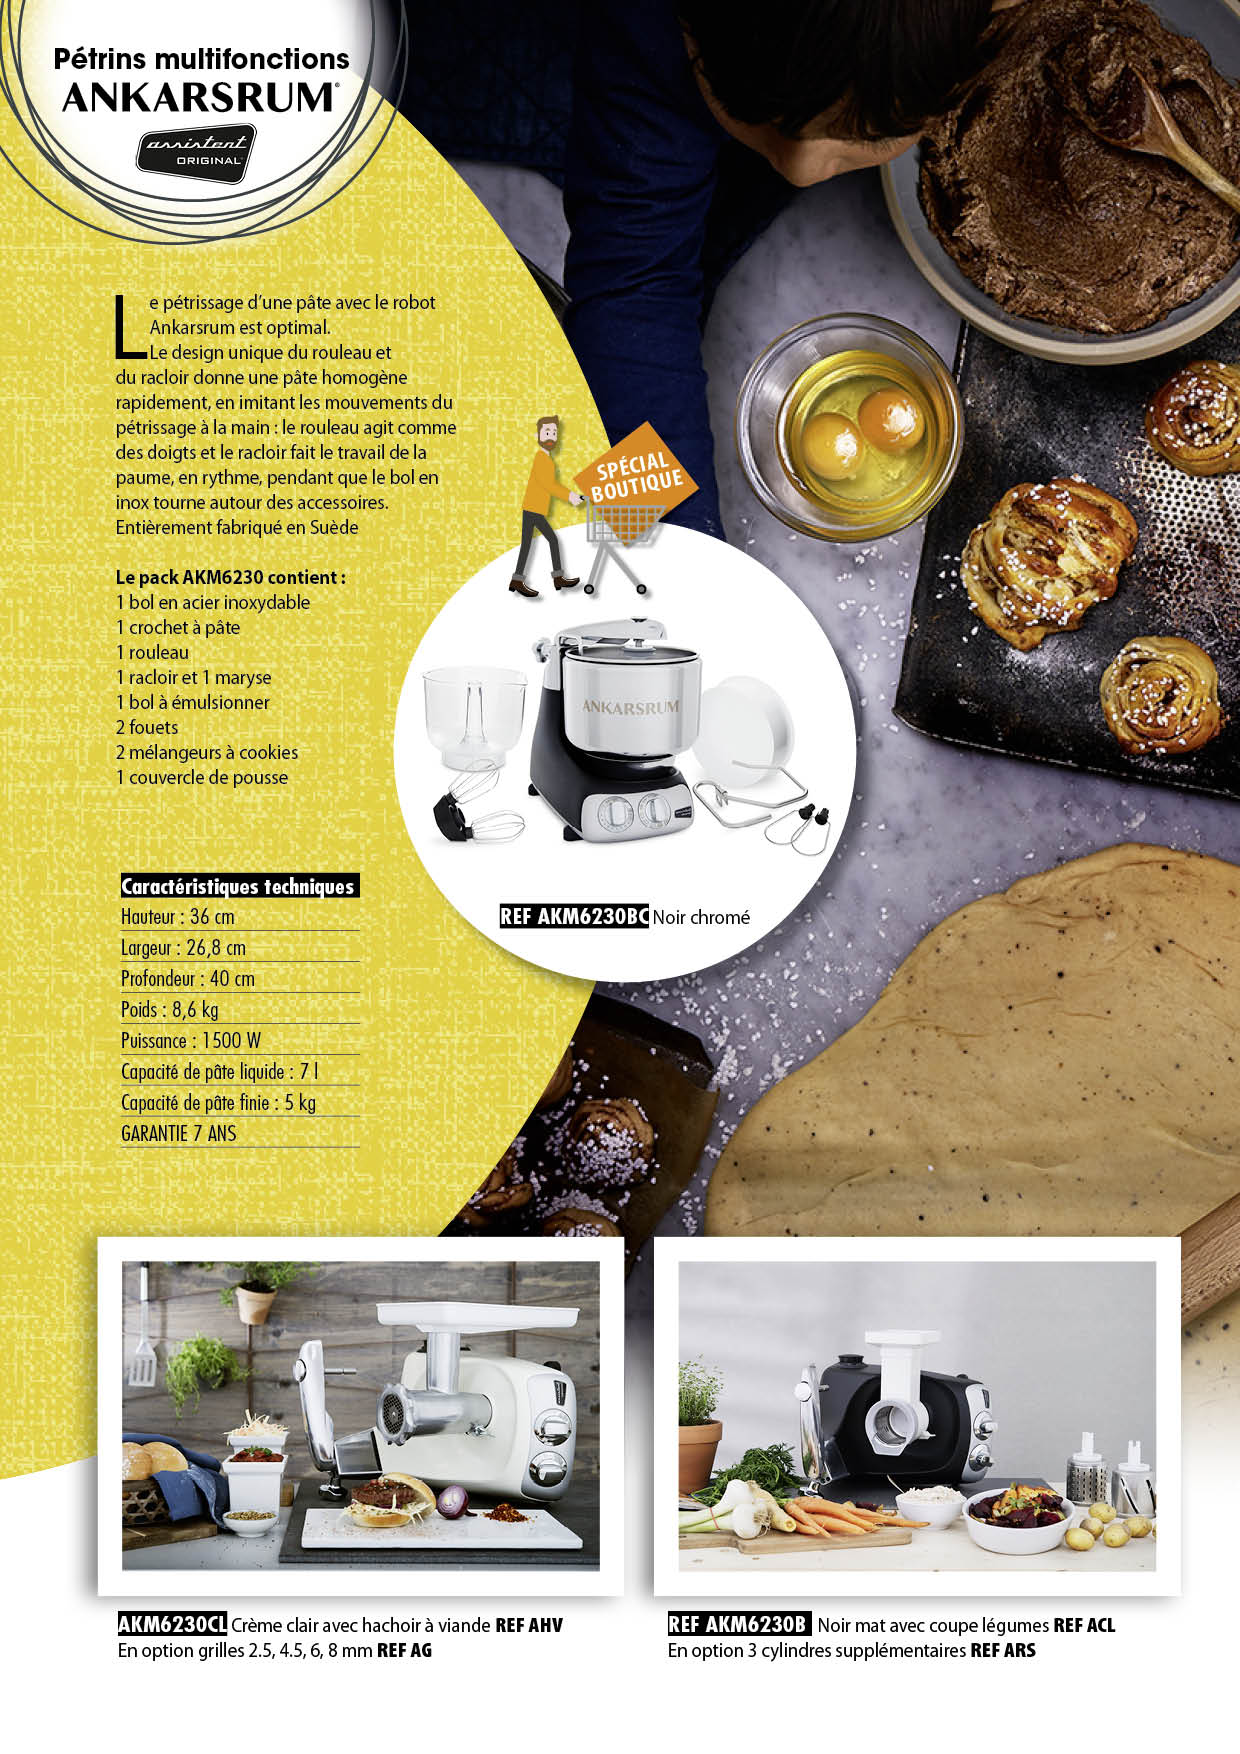 Pétrins multifonctions
ANKARSRUM®
assistent
ORIGINAL
Le pétrissage d'une pâte avec le robot
Ankarsrum est optimal.
Le design unique du rouleau et
du racloir donne une pâte homogène
rapidement, en imitant les mouvements du
pétrissage à la main : le rouleau agit comme
des doigts et le racloir fait le travail de la
paume, en rythme, pendant que le bol en
inox tourne autour des accessoires.
Entièrement fabriqué en Suède
Le pack AKM6230 contient :
1 bol en acier inoxydable
1 crochet à pâte
1 rouleau
1 racloir et 1 maryse
1 bol à émulsionner
2 fouets
2 mélangeurs à cookies
1 couvercle de pousse
SPÉCIAL
BOUTIQUE
ANKARSRUM
REF AKM6230BC Noir chromé
Caractéristiques techniques
Hauteur : 36 cm
Largeur : 26,8 cm
Profondeur : 40 cm
Poids : 8,6 kg
Puissance : 1500 W
Capacité de pâte liquide : 7 l
Capacité de pâte finie : 5 kg
GARANTIE 7 ANS
AKM6230CL Crème clair avec hachoir à viande REF AHV
En option grilles 2.5, 4.5, 6, 8 mm REF AG
REF AKM6230B Noir mat avec coupe légumes REF ACL
En option 3 cylindres supplémentaires REF ARS